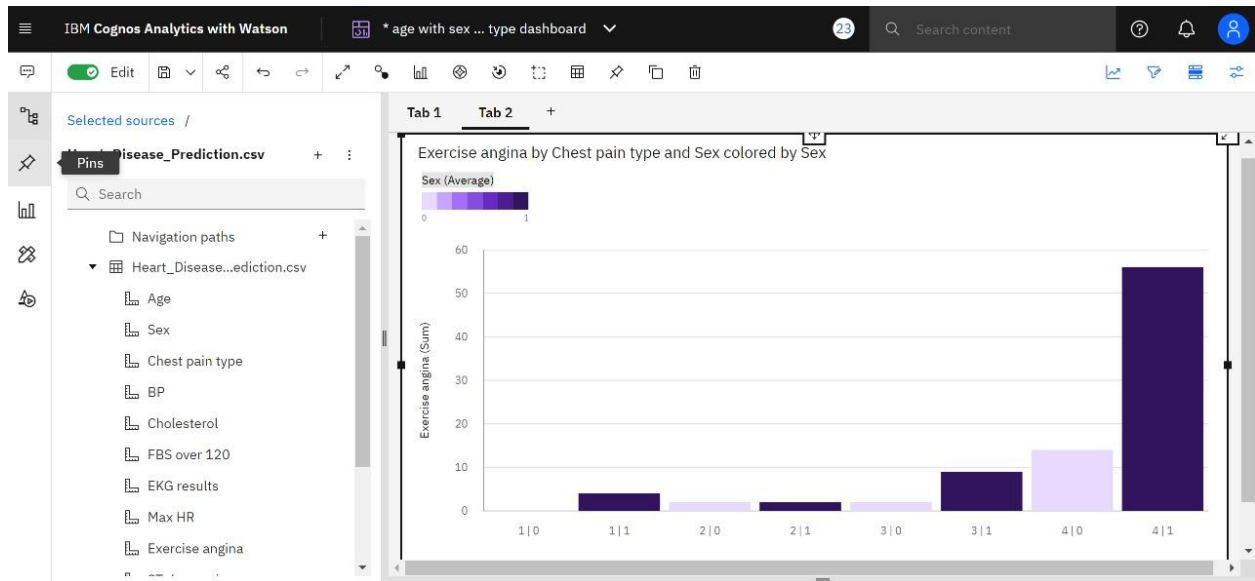 IBM Cognos Analytics with Watson
* age with sex ... type dashboard
23
Search content
Edit
Selected sources /
Disease_Prediction.csv
Pins
Search
Navigation paths
Heart_Disease...ediction.csv
Age
Sex
Chest pain type
BP
Cholesterol
FBS over 120
EKG results
Max HR
Exercise angina
Tab 1 Tab 2 +
Exercise angina by Chest pain type and Sex colored by Sex
Sex (Average)
0 1
Exercise angina (Sum)
60
50
40
30
20
10
0
1|0 1|1 2|0 2|1 3|0 3|1 4|0 4|1